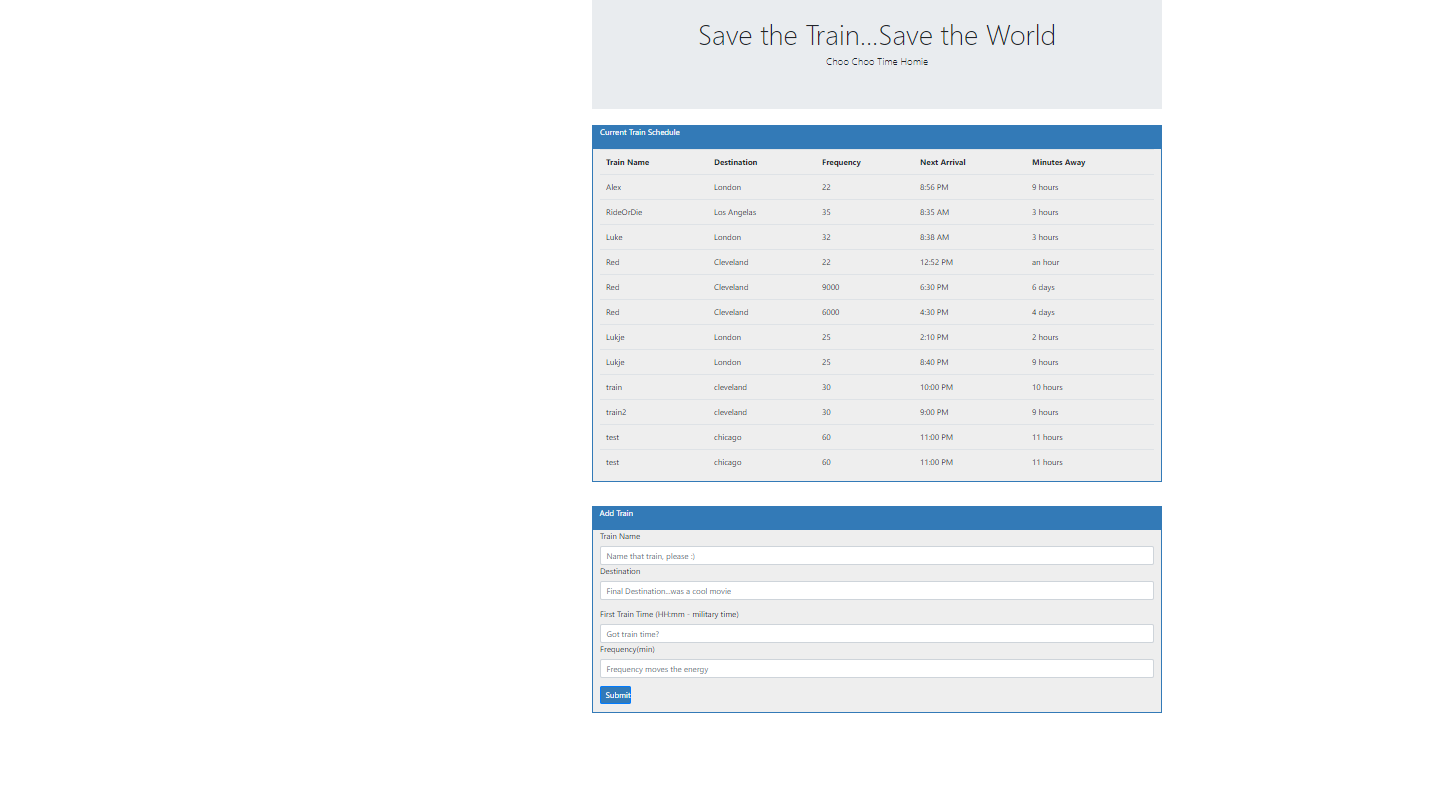 Save the Train...Save the World
Choo Choo Time Homie
Current Train Schedule
Train Name Destination Frequency Next Arrival Minutes Away
Alex London 22 8:56 PM 9 hours
RideOrDie Los Angelas 35 8:35 AM 3 hours
Luke London 32 8:38 AM 3 hours
Red Cleveland 22 12:52 PM an hour
Red Cleveland 9000 6:30 PM 6 days
Red Cleveland 6000 4:30 PM 4 days
Lukje London 25 2:10 PM 2 hours
Lukje London 25 8:40 PM 9 hours
train cleveland 30 10:00 PM 10 hours
train2 cleveland 30 9:00 PM 9 hours
test chicago 60 11:00 PM 11 hours
test chicago 60 11:00 PM 11 hours
Add Train
Train Name
Name that train, please :)
Destination
Final Destination...was a cool movie
First Train Time (HH:mm - military time)
Got train time?
Frequency(min)
Frequency moves the energy
Submit